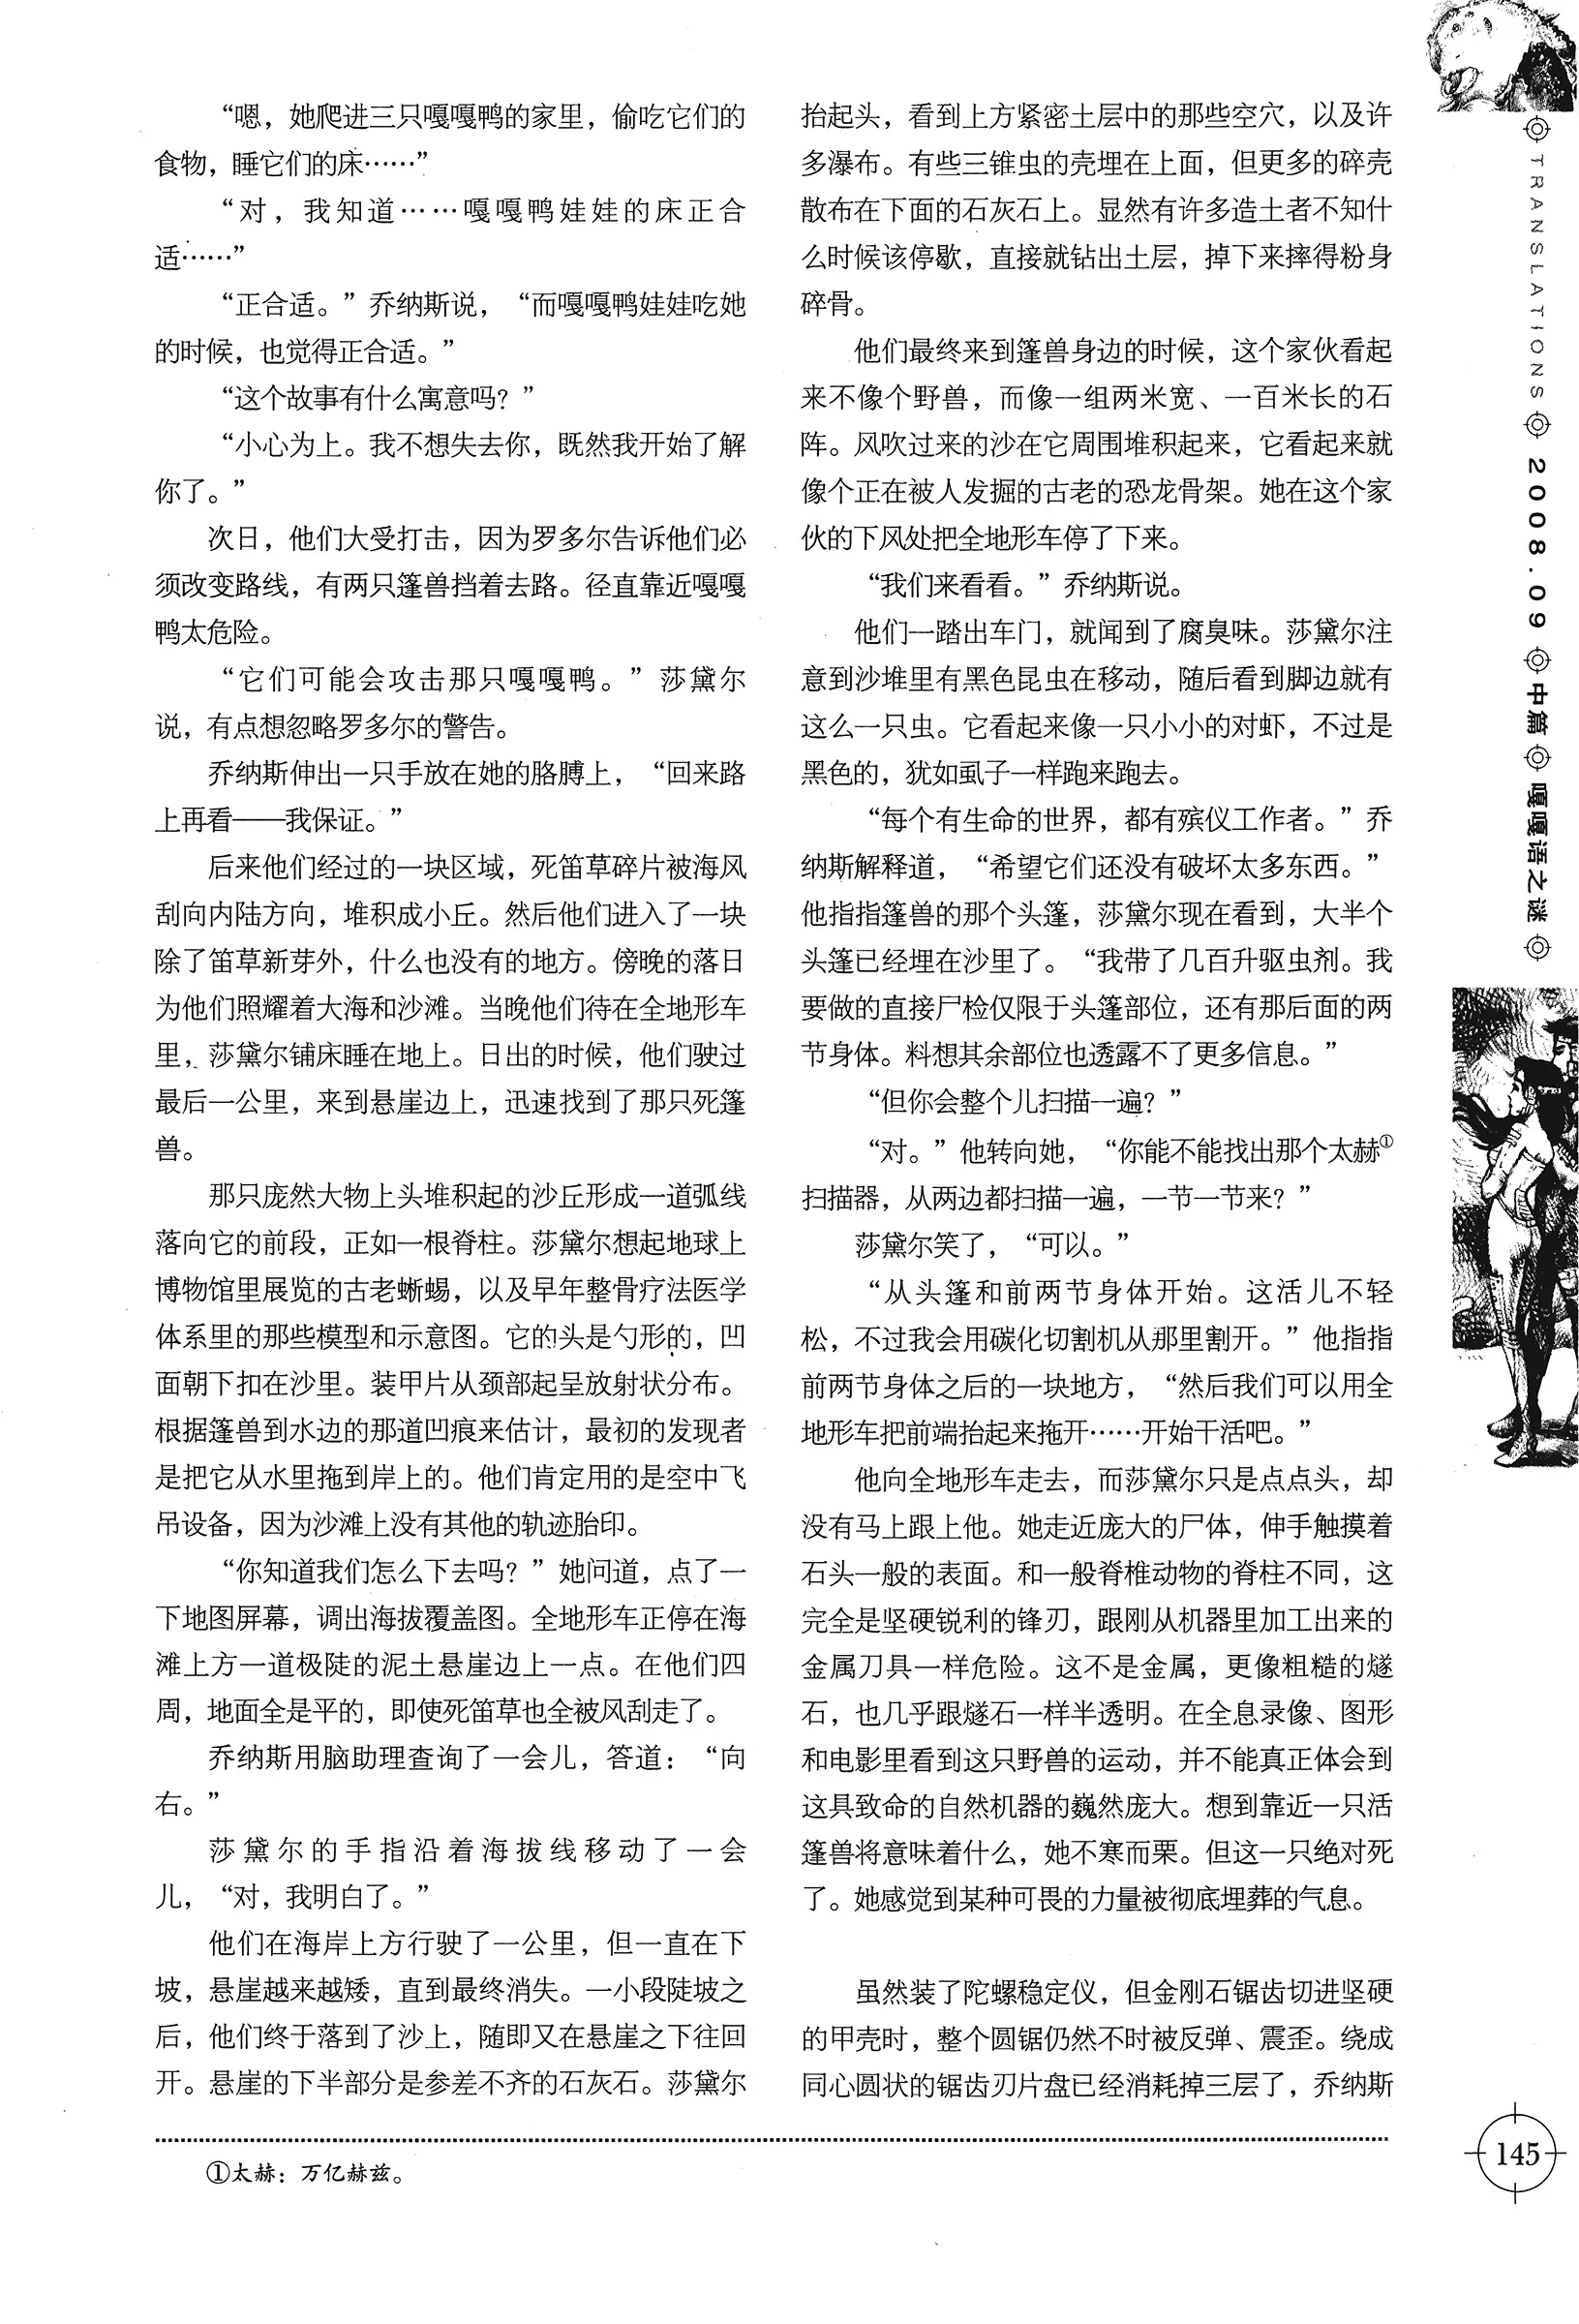 “嗯，她爬进三只嘎嘎鸭的家里，偷吃它们的
食物，睡它们的床……”
“对，我知道……嘎嘎鸭娃娃的床正合
适……”
“正合适。”乔纳斯说，“而嘎嘎鸭娃娃吃她
的时候，也觉得正合适。”
“这个故事有什么寓意吗？”
“小心为上。我不想失去你，既然我开始了解
你了。”
次日，他们大受打击，因为罗多尔告诉他们必
须改变路线，有两只篷兽挡着去路。径直靠近嘎嘎
鸭太危险。
“它们可能会攻击那只嘎嘎鸭。”莎黛尔
说，有点想忽略罗多尔的警告。
乔纳斯伸出一只手放在她的胳膊上，“回来路
上再看——我保证。”
后来他们经过的一块区域，死笛草碎片被海风
刮向内陆方向，堆积成小丘。然后他们进入了一块
除了笛草新芽外，什么也没有的地方。傍晚的落日
为他们照耀着大海和沙滩。当晚他们待在全地形车
里，莎黛尔铺床睡在地上。日出的时候，他们驶过
最后一公里，来到悬崖边上，迅速找到了那只死篷
兽。
那只庞然大物上头堆积起的沙丘形成一道弧线
落向它的前段，正如一根脊柱。莎黛尔想起地球上
博物馆里展览的古老蜥蜴，以及早年整骨疗法医学
体系里的那些模型和示意图。它的头是勺形的，凹
面朝下扣在沙里。装甲片从颈部起呈放射状分布。
根据篷兽到水边的那道凹痕来估计，最初的发现者
是把它从水里拖到岸上的。他们肯定用的是空中飞
吊设备，因为沙滩上没有其他的轨迹胎印。
“你知道我们怎么下去吗？”她问道，点了一
下地图屏幕，调出海拔覆盖图。全地形车正停在海
滩上方一道极陡的泥土悬崖边上一点。在他们四
周，地面全是平的，即使死笛草也全被风刮走了。
乔纳斯用脑助理查询了一会儿，答道：“向
右。”
莎黛尔的手指沿着海拔线移动了一会
儿，“对，我明白了。”
他们在海岸上方行驶了一公里，但一直在下
坡，悬崖越来越矮，直到最终消失。一小段陡坡之
后，他们终于落到了沙上，随即又在悬崖之下往回
开。悬崖的下半部分是参差不齐的石灰石。莎黛尔
抬起头，看到上方紧密土层中的那些空穴，以及许
多瀑布。有些三锥虫的壳埋在上面，但更多的碎壳
散布在下面的石灰石上。显然有许多造土者不知什
么时候该停歇，直接就钻出土层，掉下来摔得粉身
碎骨。
他们最终来到篷兽身边的时候，这个家伙看起
来不像个野兽，而像一组两米宽、一百米长的石
阵。风吹过来的沙在它周围堆积起来，它看起来就
像个正在被人发掘的古老的恐龙骨架。她在这个家
伙的下风处把全地形车停了下来。
“我们来看看。”乔纳斯说。
他们一踏出车门，就闻到了腐臭味。莎黛尔注
意到沙堆里有黑色昆虫在移动，随后看到脚边就有
这么一只虫。它看起来像一只小小的对虾，不过是
黑色的，犹如虱子一样跑来跑去。
“每个有生命的世界，都有殡仪工作者。”乔
纳斯解释道，“希望它们还没有破坏太多东西。”
他指指篷兽的那个头篷，莎黛尔现在看到，大半个
头篷已经埋在沙里了。“我带了几百升驱虫剂。我
要做的直接尸检仅限于头篷部位，还有那后面的两
节身体。料想其余部位也透露不了更多信息。”
“但你会整个儿扫描一遍？”
“对。”他转向她，“你能不能找出那个太赫①
扫描器，从两边都扫描一遍，一节一节来？”
莎黛尔笑了，“可以。”
“从头篷和前两节身体开始。这活儿不轻
松，不过我会用碳化切割机从那里割开。”他指指
前两节身体之后的一块地方，“然后我们可以用全
地形车把前端抬起来拖开……开始干活吧。”
他向全地形车走去，而莎黛尔只是点点头，却
没有马上跟上他。她走近庞大的尸体，伸手触摸着
石头一般的表面。和一般脊椎动物的脊柱不同，这
完全是坚硬锐利的锋刃，跟刚从机器里加工出来的
金属刀具一样危险。这不是金属，更像粗糙的燧
石，也几乎跟燧石一样半透明。在全息录像、图形
和电影里看到这只野兽的运动，并不能真正体会到
这具致命的自然机器的巍然庞大。想到靠近一只活
篷兽将意味着什么，她不寒而栗。但这一只绝对死
了。她感觉到某种可畏的力量被彻底埋葬的气息。
虽然装了陀螺稳定仪，但金刚石锯齿切进坚硬
的甲壳时，整个圆锯仍然不时被反弹、震歪。绕成
同心圆状的锯齿刃片盘已经消耗掉三层了，乔纳斯
①太赫：万亿赫兹。
TRANSLATIONS 2008.09 中篇 嘎嘎语之谜
145